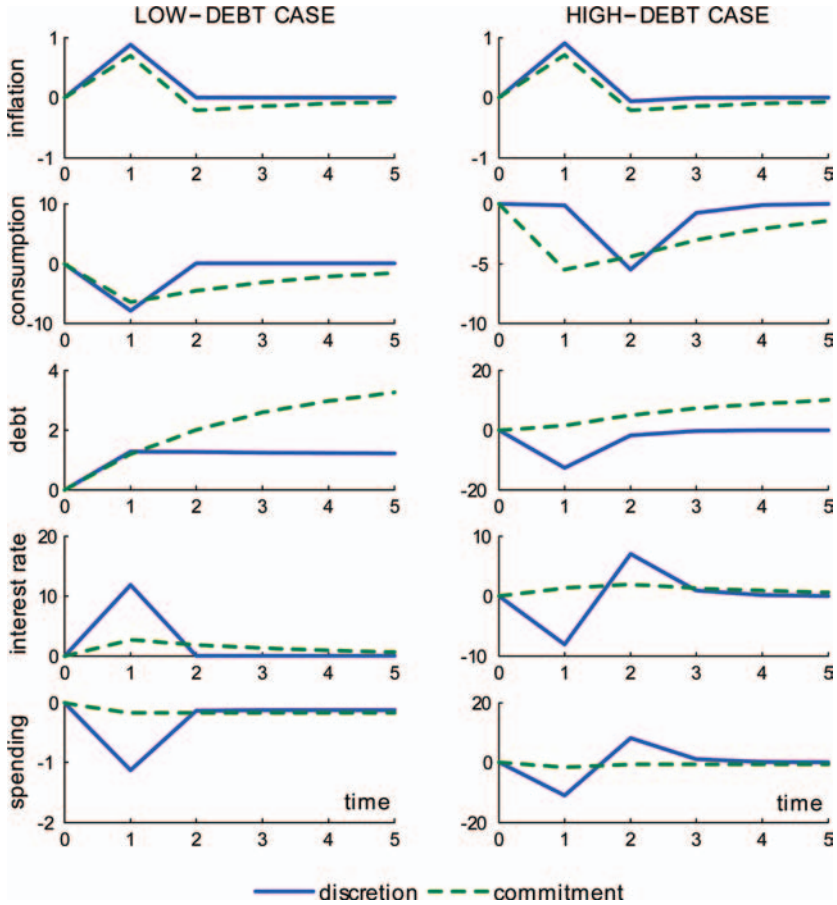 LOW–DEBT CASE
HIGH–DEBT CASE
inflation
1
0
-1
0 1 2 3 4 5
1
0
-1
0 1 2 3 4 5
consumption
10
0
-10
0 1 2 3 4 5
0
-5
-10
0 1 2 3 4 5
debt
4
2
0
0 1 2 3 4 5
20
0
-20
0 1 2 3 4 5
interest rate
20
10
0
0 1 2 3 4 5
10
0
-10
0 1 2 3 4 5
spending
0
-1
-2
time
0 1 2 3 4 5
20
0
-20
time
0 1 2 3 4 5
discretion
commitment